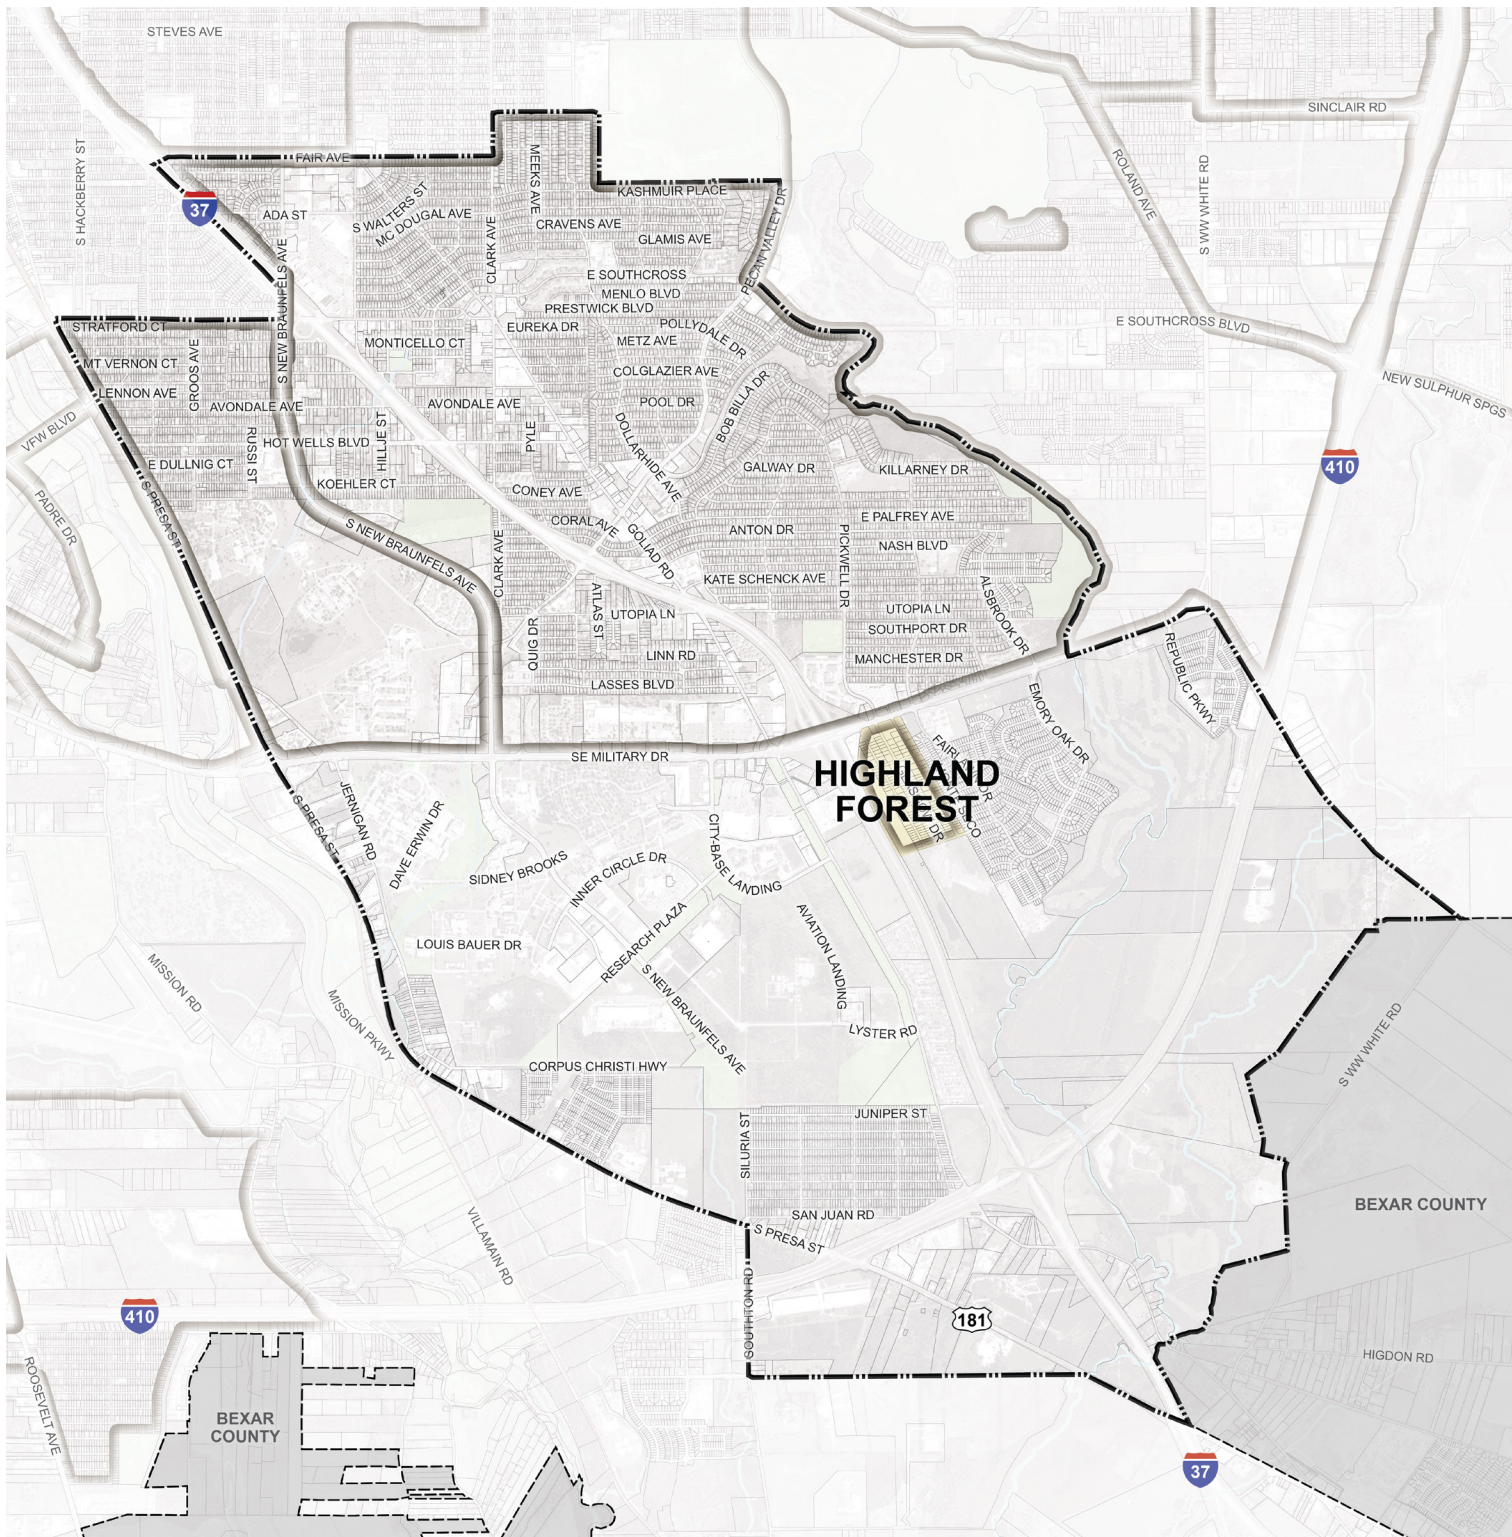 STEVES AVE
SINCLAIR RD
S HACKBERRY ST
FAIR AVE
MEEKS AVE
ROLAND AVE
S WW WHITE RD
KASHMUIR PLACE
37
ADA ST
S WALTERS ST
MC DOUGAL AVE
CLARK AVE
CRAVENS AVE
GLAMIS AVE
PECAN VALLEY DR
S NEW BRAUNFELS AVE
E SOUTHCROSS
MENLO BLVD
PRESTWICK BLVD
STRATFORD CT
EUREKA DR
POLLYDALE DR
E SOUTHCROSS BLVD
MONTICELLO CT
METZ AVE
MT VERNON CT
GROOS AVE
COLGLAZIER AVE
BOB BILLA DR
NEW SULPHUR SPGS
LENNON AVE
AVONDALE AVE
AVONDALE AVE
POOL DR
VFW BLVD
RUSSI ST
HOT WELLS BLVD
HILLJE ST
PYLE
DOLLARHIDE AVE
E DULLNIG CT
GALWAY DR
KILLARNEY DR
410
KOEHLER CT
CONEY AVE
PADRE DR
S PRESA ST
S NEW BRAUNFELS AVE
CORAL AVE
GOLIAD RD
ANTON DR
E PALFREY AVE
CLARK AVE
PICKWELL DR
NASH BLVD
KATE SCHENCK AVE
ALSBROOK DR
ATLAS ST
UTOPIA LN
UTOPIA LN
QUIG DR
SOUTHPORT DR
LINN RD
MANCHESTER DR
REPUBLIC PKWY
LASSES BLVD
EMORY OAK DR
SE MILITARY DR
HIGHLAND
FOREST
JERNIGAN RD
S PRESA ST
DAVE ERWIN DR
CITY-BASE LANDING
SIDNEY BROOKS
INNER CIRCLE DR
RESEARCH PLAZA
AVIATION LANDING
LOUIS BAUER DR
MISSION RD
MISSION PKWY
S NEW BRAUNFELS AVE
LYSTER RD
S WW WHITE RD
CORPUS CHRISTI HWY
JUNIPER ST
SILURIA ST
BEXAR COUNTY
SAN JUAN RD
VILLAMAIN RD
S PRESA ST
SOUTHTON RD
410
181
HIGDON RD
ROOSEVELT AVE
BEXAR
COUNTY
37